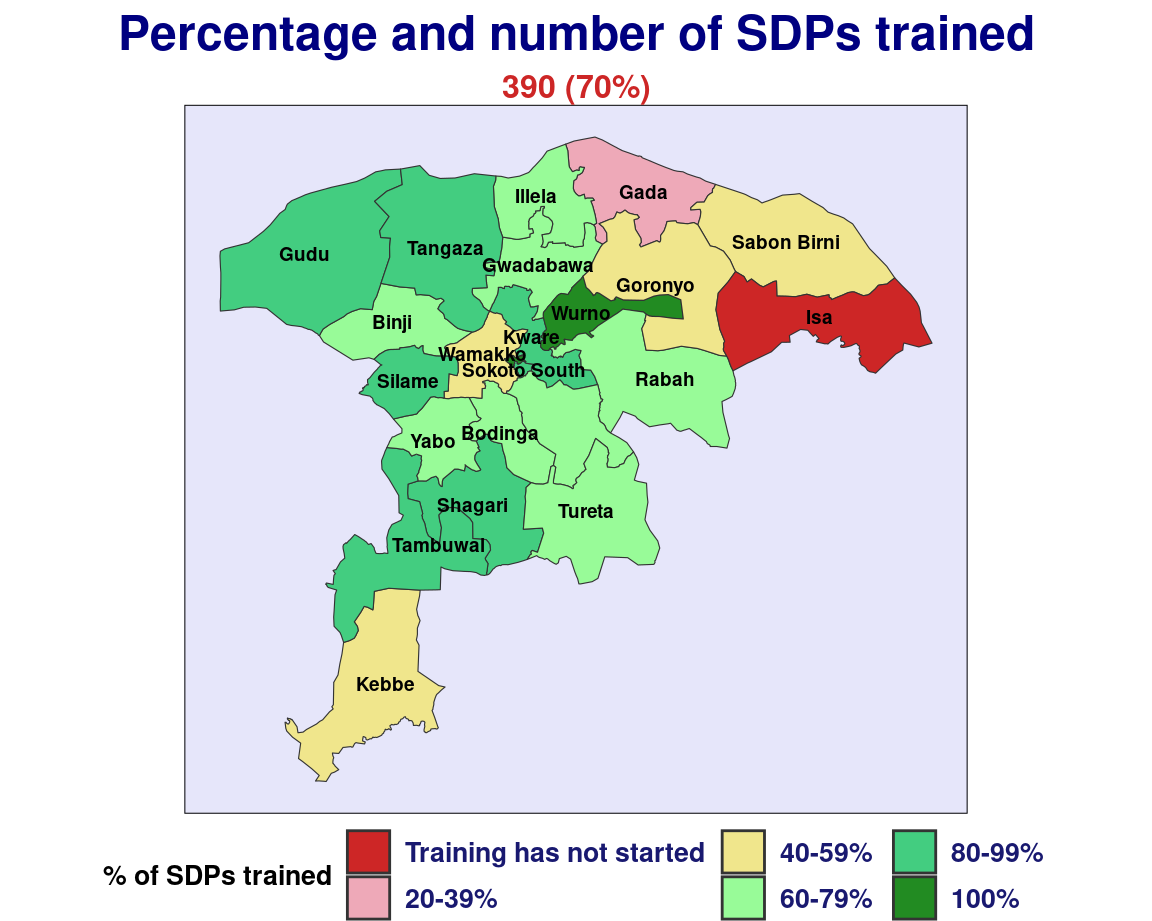 Percentage and number of SDPs trained
390 (70%)
Illela
Gada
Gudu
Tangaza
Sabon Birni
Gwadabawa
Goronyo
Binji
Wurno
Isa
Kware
Wamakko
Sokoto South
Silame
Rabah
Yabo
Bodinga
Shagari
Tureta
Tambuwal
Kebbe
% of SDPs trained
Training has not started
20-39%
40-59%
60-79%
80-99%
100%